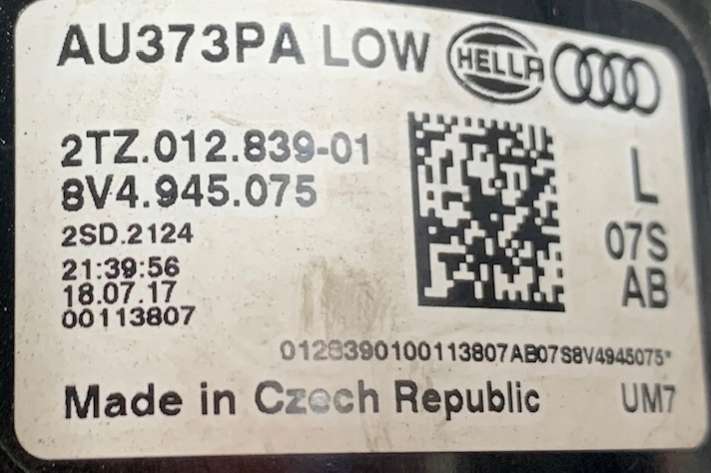 AU373PA LOW HELLA
2TZ.012.839-01
8V4.945.075
L
2SD.2124
07S
21:39:56
AB
18.07.17
00113807
0128390100113807AB07S8V4945075*
Made in Czech Republic UM7